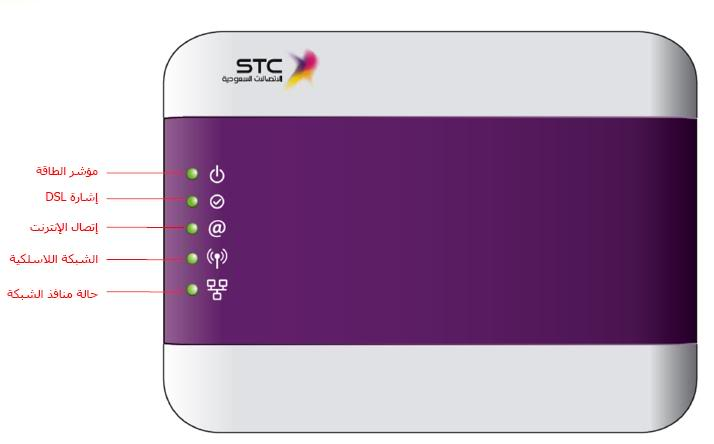 STC
الاتصالات السعودية
مؤشر الطاقة
إشارة DSL
إتصال الإنترنت
الشبكة اللاسلكية
حالة منافذ الشبكة